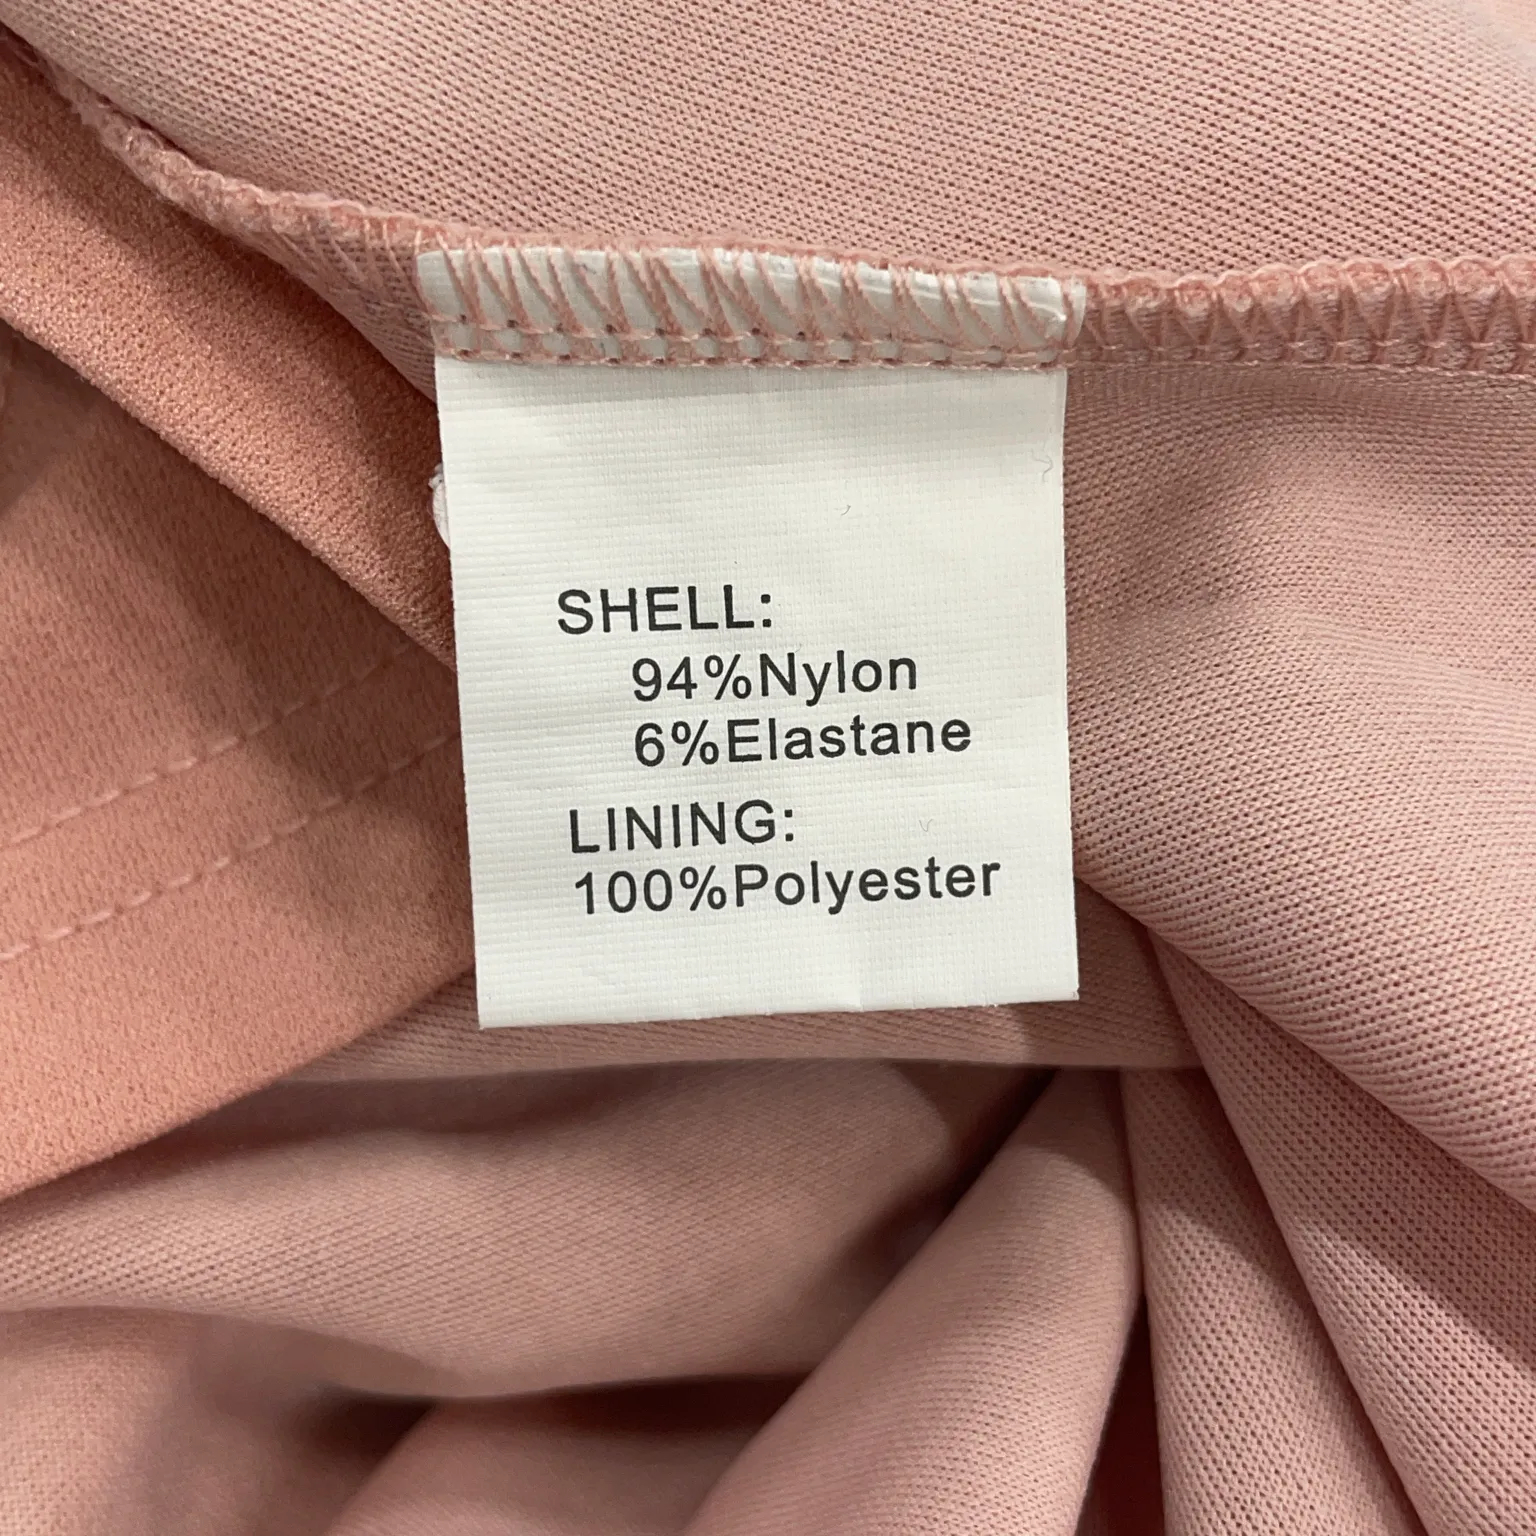 SHELL:
94%Nylon
6%Elastane
LINING:
100%Polyester